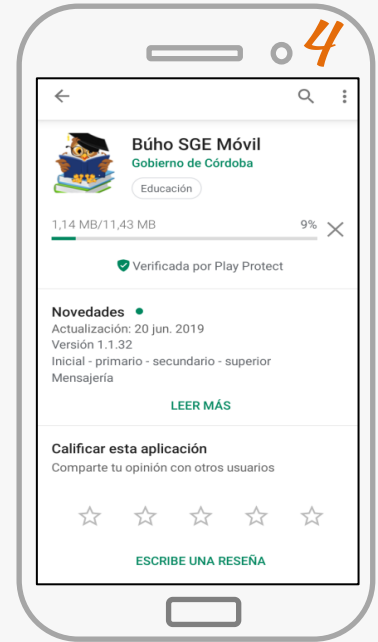 4
Búho SGE Móvil
Gobierno de Córdoba
Educación
1,14 MB/11,43 MB 9%
Verificada por Play Protect
Novedades
Actualización: 20 jun. 2019
Versión 1.1.32
Inicial - primario - secundario - superior
Mensajería
LEER MÁS
Calificar esta aplicación
Comparte tu opinión con otros usuarios
ESCRIBE UNA RESEÑA